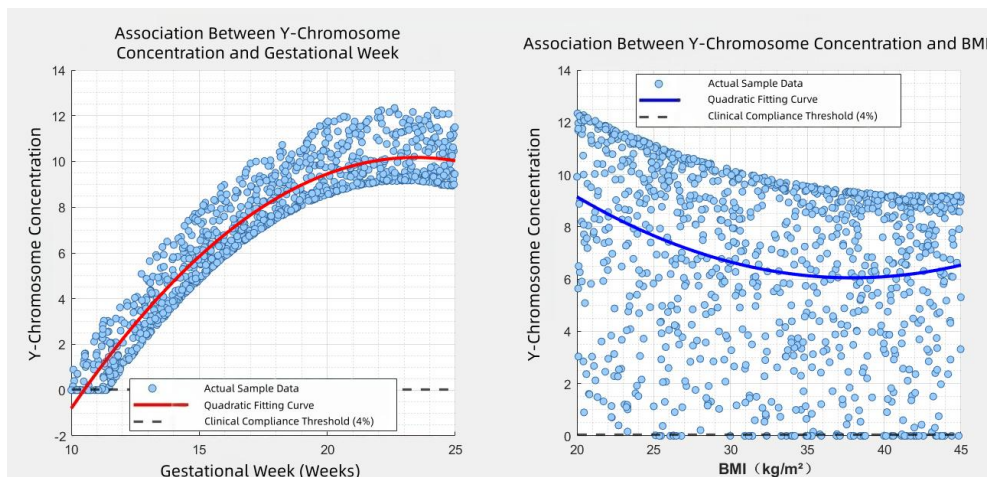 Association Between Y-Chromosome
Concentration and Gestational Week
14
12
10
8
6
4
2
0
-2
Y-Chromosome Concentration
Actual Sample Data
Quadratic Fitting Curve
Clinical Compliance Threshold (4%)
10 15 20 25
Gestational Week (Weeks)
Association Between Y-Chromosome Concentration and BMI
Actual Sample Data
Quadratic Fitting Curve
Clinical Compliance Threshold (4%)
14
12
10
8
6
4
2
0
Y-Chromosome Concentration
20 25 30 35 40 45
BMI（kg/m²）